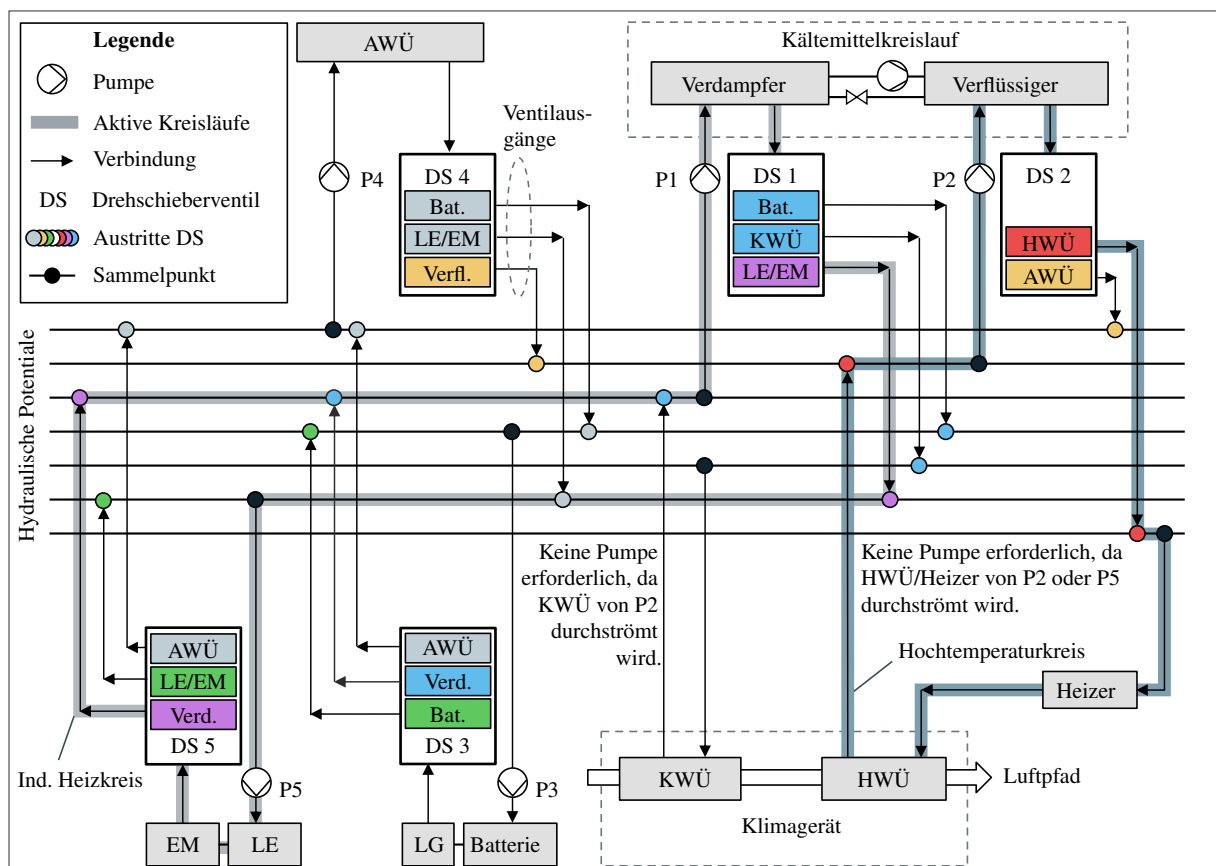 Legende
Pumpe
Aktive Kreisläufe
Verbindung
DS Drehschieberventil
Austritte DS
Sammelpunkt
AWÜ
P4
Ventilaus-
gänge
DS 4
Bat.
LE/EM
Verfl.
Kältemittelkreislauf
Verdampfer
Verflüssiger
P1
DS 1
Bat.
KWÜ
LE/EM
P2
DS 2
HWÜ
AWÜ
Hydraulische Potentiale
Keine Pumpe
erforderlich, da
KWÜ von P2
durchströmt
wird.
Keine Pumpe erforderlich, da
HWÜ/Heizer von P2 oder P5
durchströmt wird.
Hochtemperaturkreis
Heizer
AWÜ
LE/EM
Verd.
DS 5
Ind. Heizkreis
P5
EM
LE
AWÜ
Verd.
Bat.
DS 3
P3
LG
Batterie
KWÜ
HWÜ
Luftpfad
Klimagerät